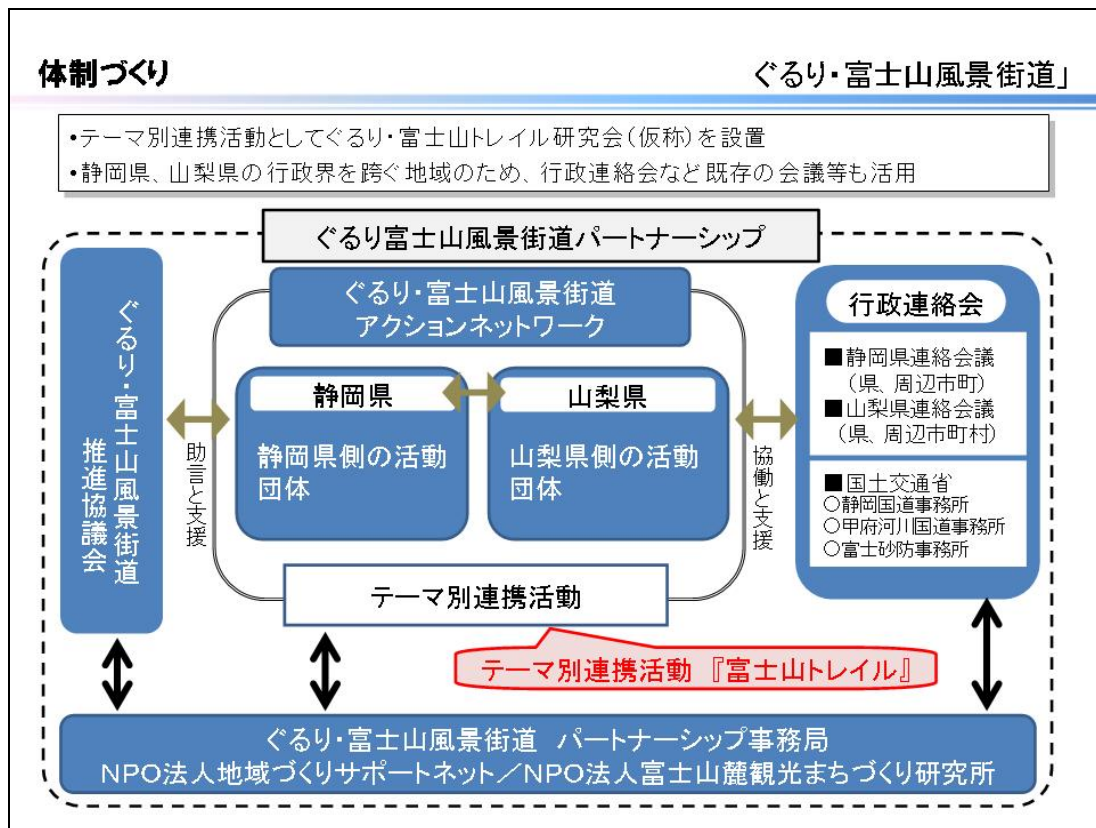 体制づくり
ぐるり・富士山風景街道」
•テーマ別連携活動としてぐるり・富士山トレイル研究会(仮称)を設置
•静岡県、山梨県の行政界を跨ぐ地域のため、行政連絡会など既存の会議等も活用
ぐるり富士山風景街道パートナーシップ
ぐるり・富士山風景街道
推進協議会
助言と支援
ぐるり・富士山風景街道
アクションネットワーク
静岡県
静岡県側の活動
団体
山梨県
山梨県側の活動
団体
テーマ別連携活動
テーマ別連携活動 『富士山トレイル』
協働と支援
行政連絡会
■静岡県連絡会議
(県、周辺市町)
■山梨県連絡会議
(県、周辺市町村)
■国土交通省
○静岡国道事務所
○甲府河川国道事務所
○富士砂防事務所
ぐるり・富士山風景街道 パートナーシップ事務局
NPO法人地域づくりサポートネット/NPO法人富士山麓観光まちづくり研究所